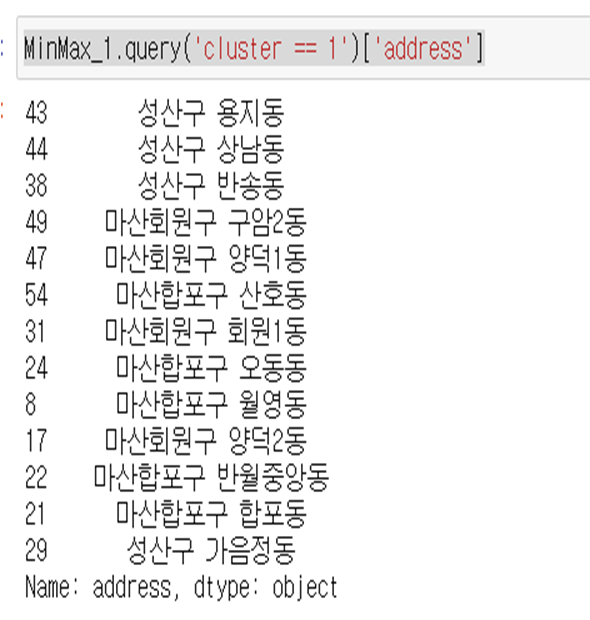 MinMax_1.query('cluster == 1')['address']
43 성산구 용지동
44 성산구 상남동
38 성산구 반송동
49 마산회원구 구암2동
47 마산회원구 양덕1동
54 마산합포구 산호동
31 마산회원구 회원1동
24 마산합포구 오동동
8 마산합포구 월영동
17 마산회원구 양덕2동
22 마산합포구 반월중앙동
21 마산합포구 합포동
29 성산구 가음정동
Name: address, dtype: object